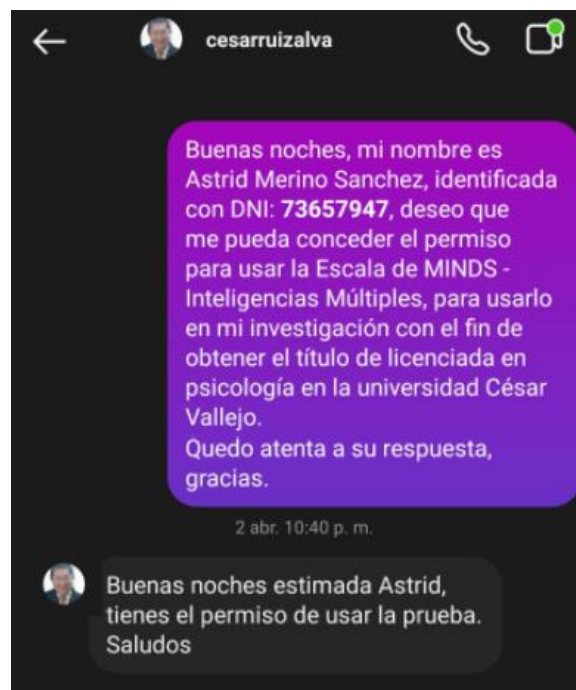 cesarruizalva
Buenas noches, mi nombre es
Astrid Merino Sanchez, identificada
con DNI: 73657947, deseo que
me pueda conceder el permiso
para usar la Escala de MINDS -
Inteligencias Múltiples, para usarlo
en mi investigación con el fin de
obtener el título de licenciada en
psicología en la universidad César
Vallejo.
Quedo atenta a su respuesta,
gracias.
2 abr. 10:40 p. m.
Buenas noches estimada Astrid,
tienes el permiso de usar la prueba.
Saludos